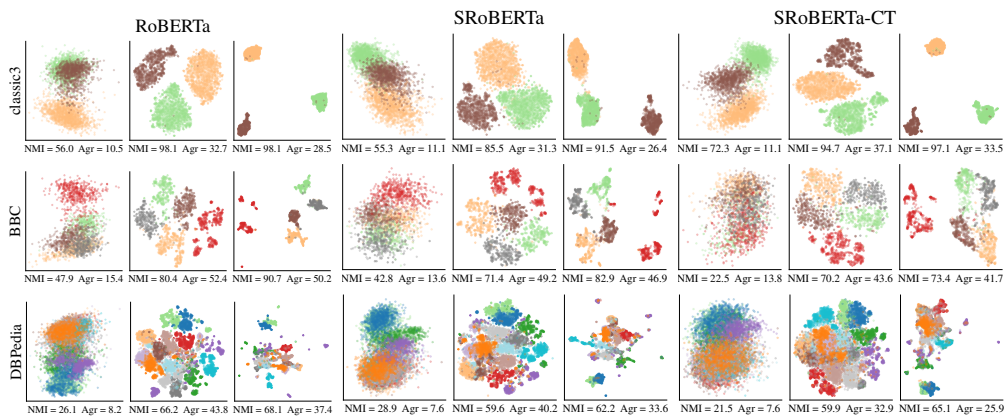 RoBERTa SRoBERTa SRoBERTa-CT
classic3
NMI = 56.0 Agr = 10.5 NMI = 98.1 Agr = 32.7 NMI = 98.1 Agr = 28.5 NMI = 55.3 Agr = 11.1 NMI = 85.5 Agr = 31.3 NMI = 91.5 Agr = 26.4 NMI = 72.3 Agr = 11.1 NMI = 94.7 Agr = 37.1 NMI = 97.1 Agr = 33.5
BBC
NMI = 47.9 Agr = 15.4 NMI = 80.4 Agr = 52.4 NMI = 90.7 Agr = 50.2 NMI = 42.8 Agr = 13.6 NMI = 71.4 Agr = 49.2 NMI = 82.9 Agr = 46.9 NMI = 22.5 Agr = 13.8 NMI = 70.2 Agr = 43.6 NMI = 73.4 Agr = 41.7
DBPedia
NMI = 26.1 Agr = 8.2 NMI = 66.2 Agr = 43.8 NMI = 68.1 Agr = 37.4 NMI = 28.9 Agr = 7.6 NMI = 59.6 Agr = 40.2 NMI = 62.2 Agr = 33.6 NMI = 21.5 Agr = 7.6 NMI = 59.9 Agr = 32.9 NMI = 65.1 Agr = 25.2